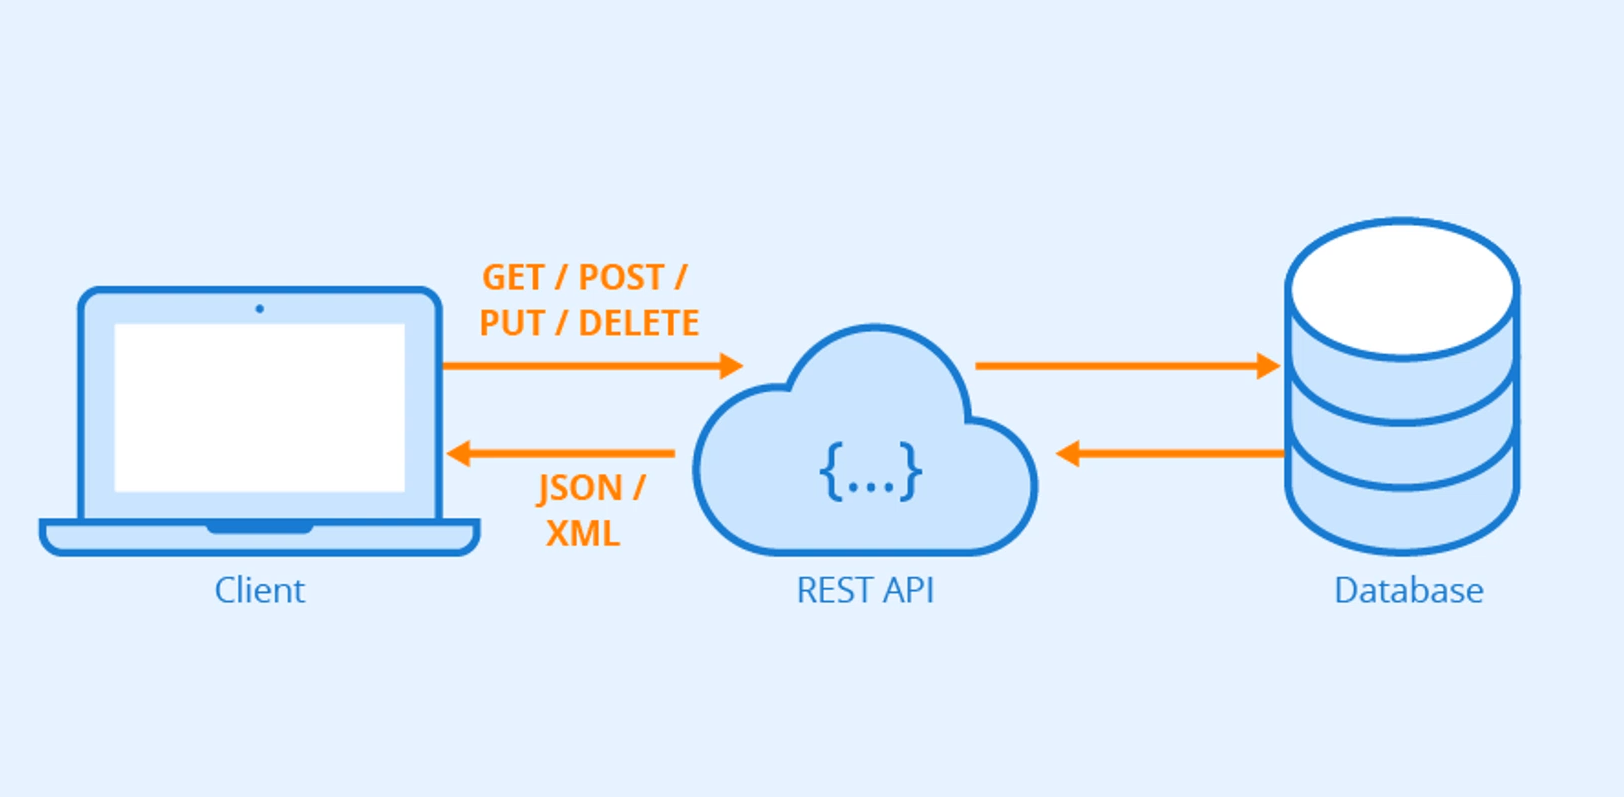 GET / POST /
PUT / DELETE
{...}
JSON /
XML
Client
REST API
Database